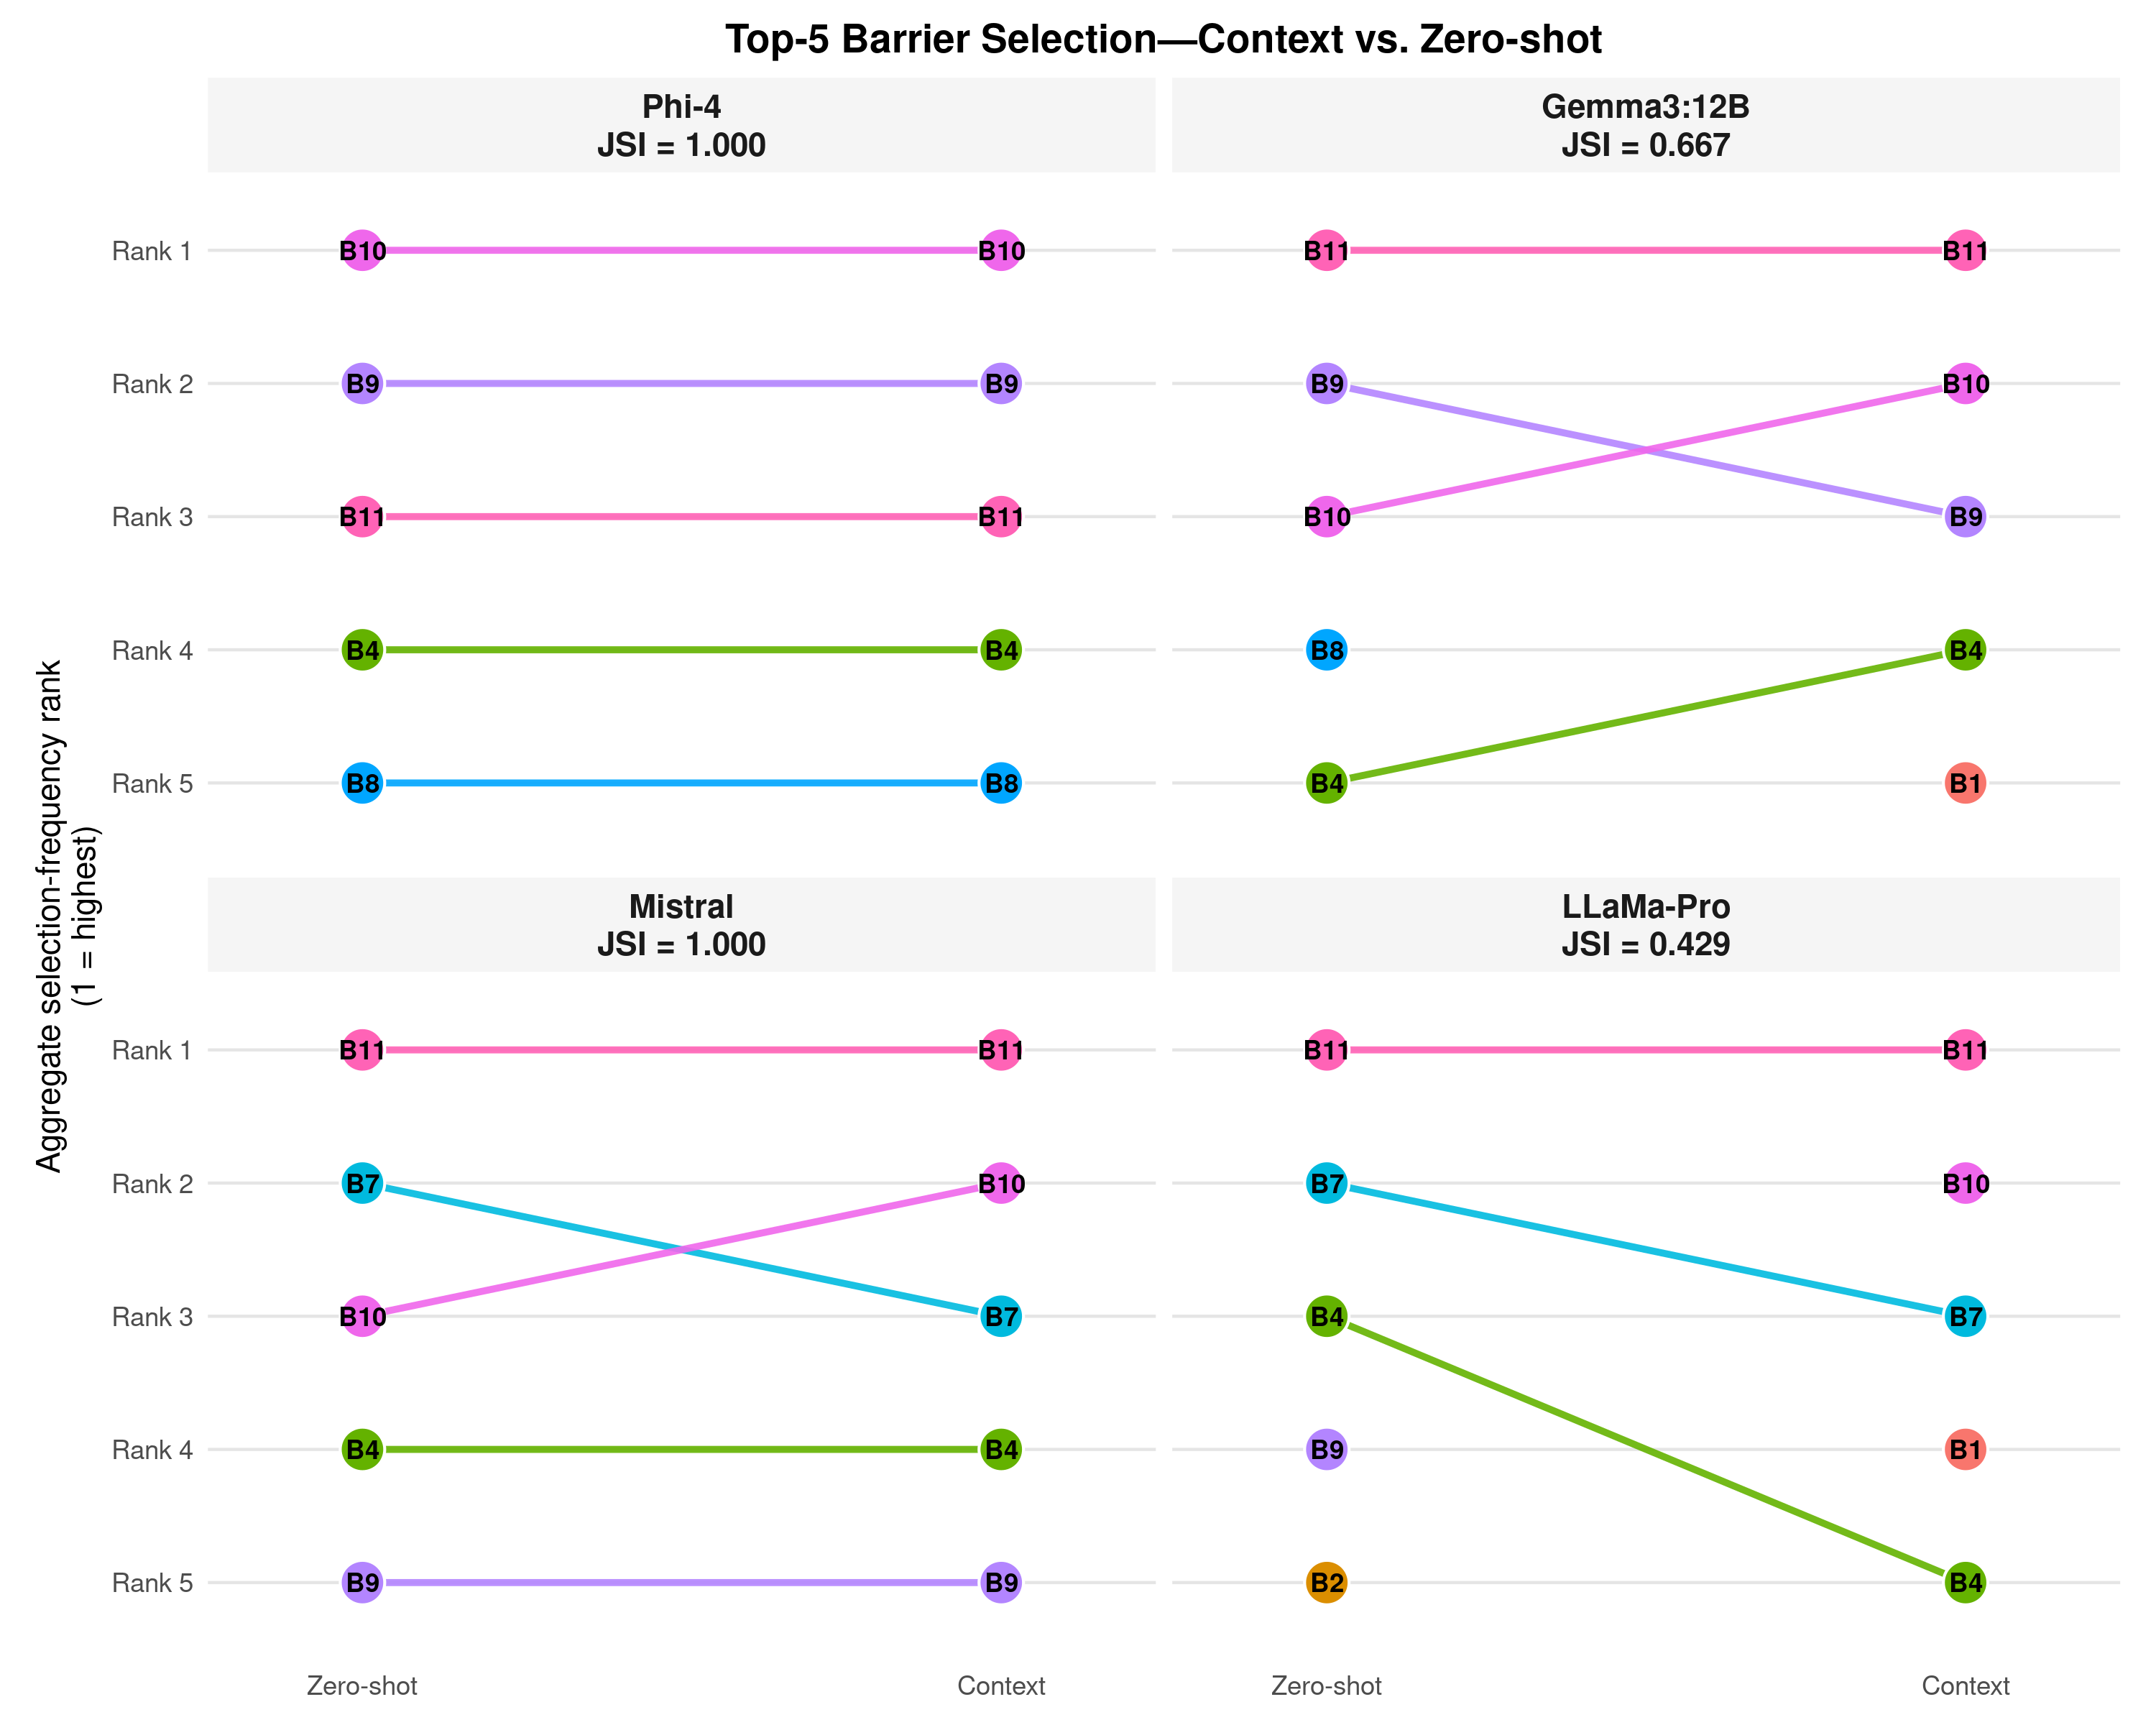 Top-5 Barrier Selection—Context vs. Zero-shot
Phi-4
JSI = 1.000
Gemma3:12B
JSI = 0.667
Aggregate selection-frequency rank
(1 = highest)
Rank 1
B10
B10
B11
B11
Rank 2
B9
B9
B9
B10
Rank 3
B11
B11
B10
B9
Rank 4
B4
B4
B8
B4
Rank 5
B8
B8
B4
B1
Mistral
JSI = 1.000
LLaMa-Pro
JSI = 0.429
Rank 1
B11
B11
B11
B11
Rank 2
B7
B10
B7
B10
Rank 3
B10
B7
B4
B7
Rank 4
B4
B4
B9
B1
Rank 5
B9
B9
B2
B4
Zero-shot
Context
Zero-shot
Context